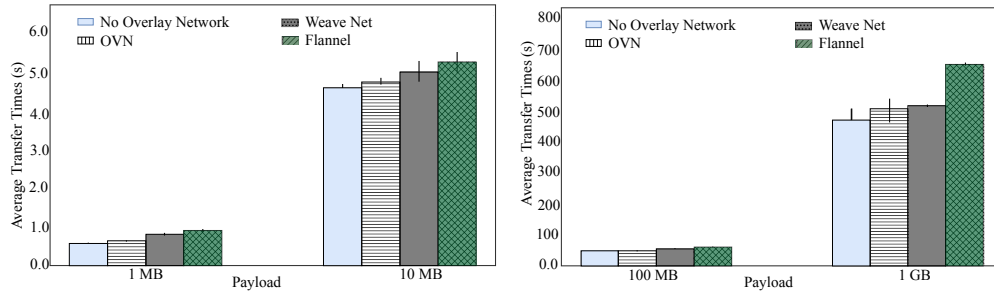 No Overlay Network
OVN
Weave Net
Flannel
Average Transfer Times (s)
6.0
5.0
4.0
3.0
2.0
1.0
0.0
1 MB
Payload
10 MB
No Overlay Network
OVN
Weave Net
Flannel
Average Transfer Times (s)
800
700
600
500
400
300
200
100
0.0
100 MB
Payload
1 GB